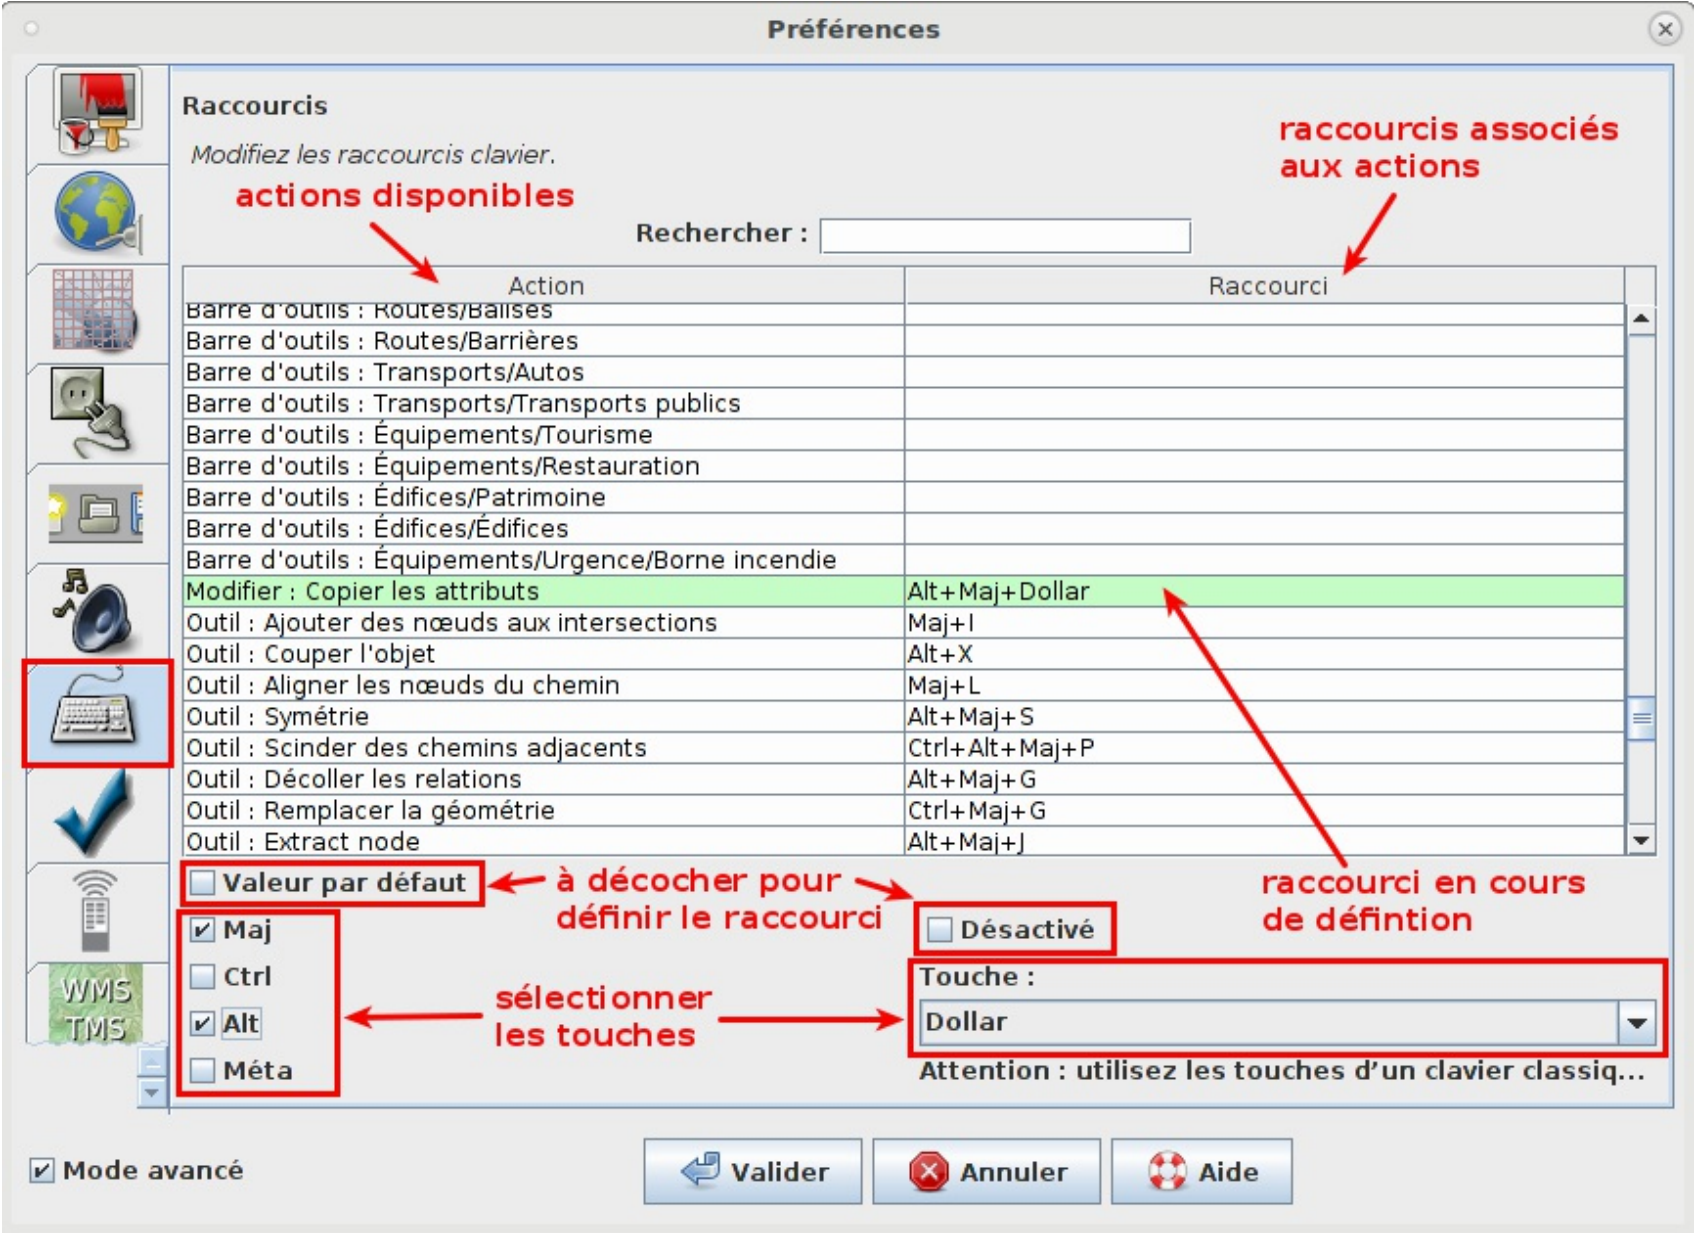 Préférences
Raccourcis
Modifiez les raccourcis clavier.
actions disponibles
raccourcis associés
aux actions
Rechercher :
Action Raccourci
Barre d'outils : Routes/Balises
Barre d'outils : Routes/Barrières
Barre d'outils : Transports/Autos
Barre d'outils : Transports/Transports publics
Barre d'outils : Équipements/Tourisme
Barre d'outils : Équipements/Restauration
Barre d'outils : Édifices/Patrimoine
Barre d'outils : Édifices/Édifices
Barre d'outils : Équipements/Urgence/Borne incendie
Modifier : Copier les attributs Alt+Maj+Dollar
Outil : Ajouter des nœuds aux intersections Maj+I
Outil : Couper l'objet Alt+X
Outil : Aligner les nœuds du chemin Maj+L
Outil : Symétrie Alt+Maj+S
Outil : Scinder des chemins adjacents Ctrl+Alt+Maj+P
Outil : Décoller les relations Alt+Maj+G
Outil : Remplacer la géométrie Ctrl+Maj+G
Outil : Extract node Alt+Maj+J
Valeur par défaut
à décocher pour
définir le raccourci
raccourci en cours
de défintion
Maj
Désactivé
Ctrl
Touche :
WMS
TMS
sélectionner
les touches
Alt
Dollar
Méta
Attention : utilisez les touches d’un clavier classiq...
Mode avancé
Valider
Annuler
Aide